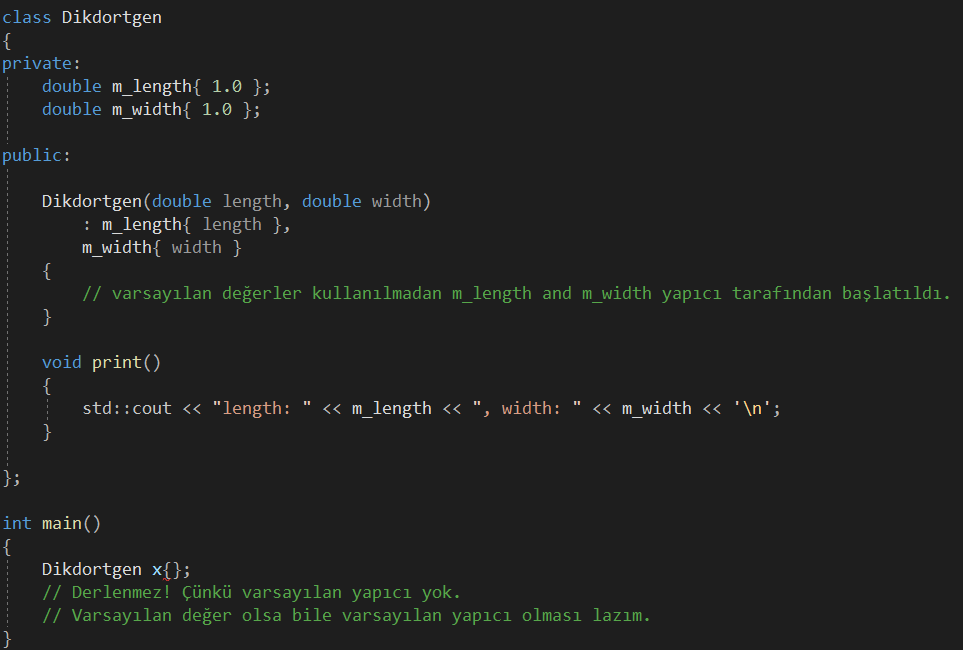 class Dikdortgen
{
private:
    double m_length{ 1.0 };
    double m_width{ 1.0 };

public:

    Dikdortgen(double length, double width)
        : m_length{ length },
        m_width{ width }
    {
        // varsayılan değerler kullanılmadan m_length and m_width yapıcı tarafından başlatıldı.
    }

    void print()
    {
        std::cout << "length: " << m_length << ", width: " << m_width << '\n';
    }

};

int main()
{
    Dikdortgen x{};
    // Derlenmez! Çünkü varsayılan yapıcı yok.
    // Varsayılan değer olsa bile varsayılan yapıcı olması lazım.
}